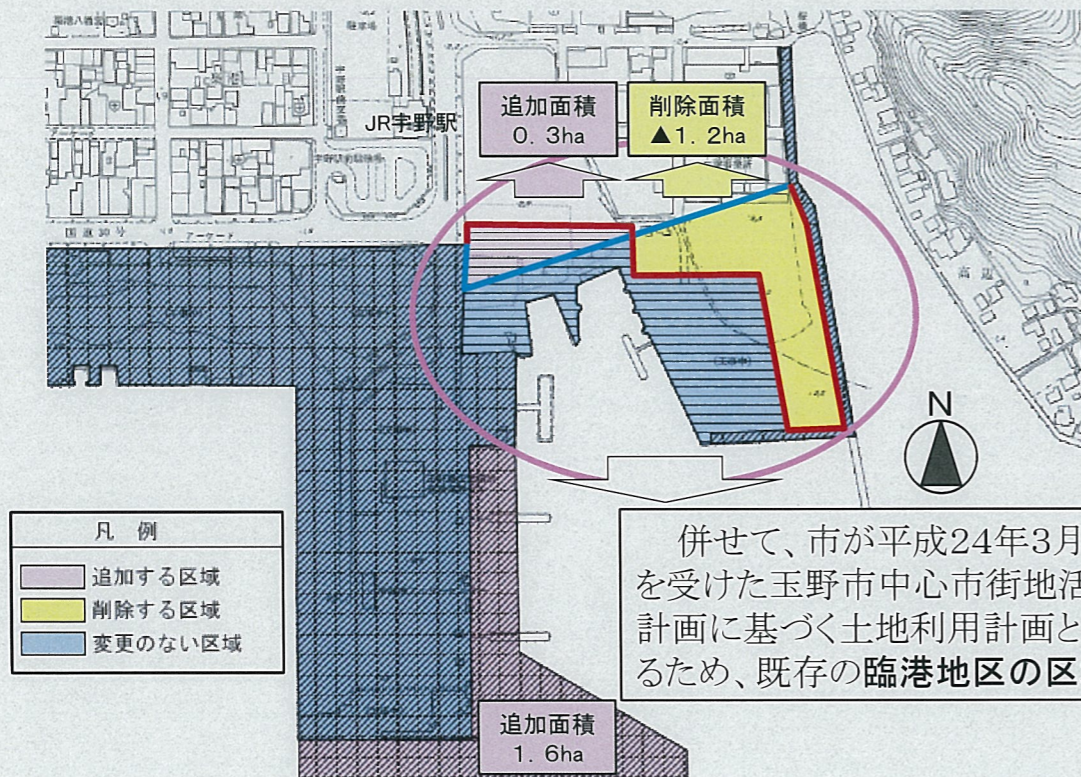 追加面積
0.3ha
削除面積
▲1.2ha
JR宇野駅
国道30号
アーケード
N
凡 例
追加する区域
削除する区域
変更のない区域
併せて、市が平成24年3月
を受けた玉野市中心市街地活
計画に基づく土地利用計画と
るため、既存の臨港地区の区
追加面積
1.6ha